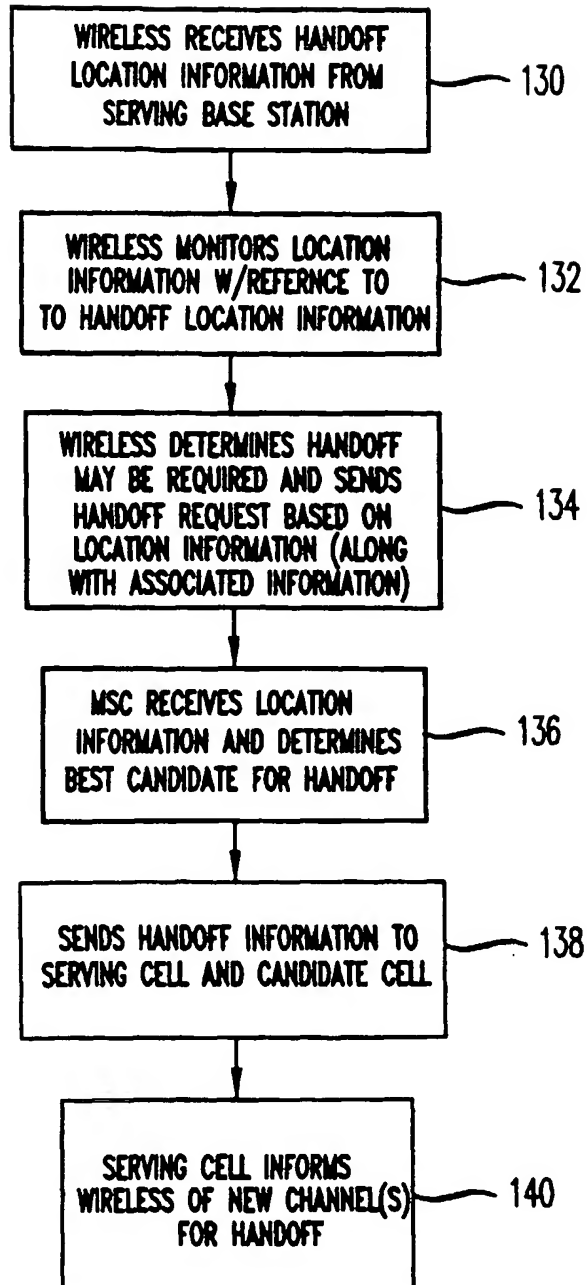 WIRELESS RECEIVES HANDOFF
LOCATION INFORMATION FROM
SERVING BASE STATION
130
WIRELESS MONITORS LOCATION
INFORMATION W/REFERNCE TO
TO HANDOFF LOCATION INFORMATION
132
WIRELESS DETERMINES HANDOFF
MAY BE REQUIRED AND SENDS
HANDOFF REQUEST BASED ON
LOCATION INFORMATION (ALONG
WITH ASSOCIATED INFORMATION)
134
MSC RECEIVES LOCATION
INFORMATION AND DETERMINES
BEST CANDIDATE FOR HANDOFF
136
SENDS HANDOFF INFORMATION TO
SERVING CELL AND CANDIDATE CELL
138
SERVING CELL INFORMS
WIRELESS OF NEW CHANNEL(S)
FOR HANDOFF
140